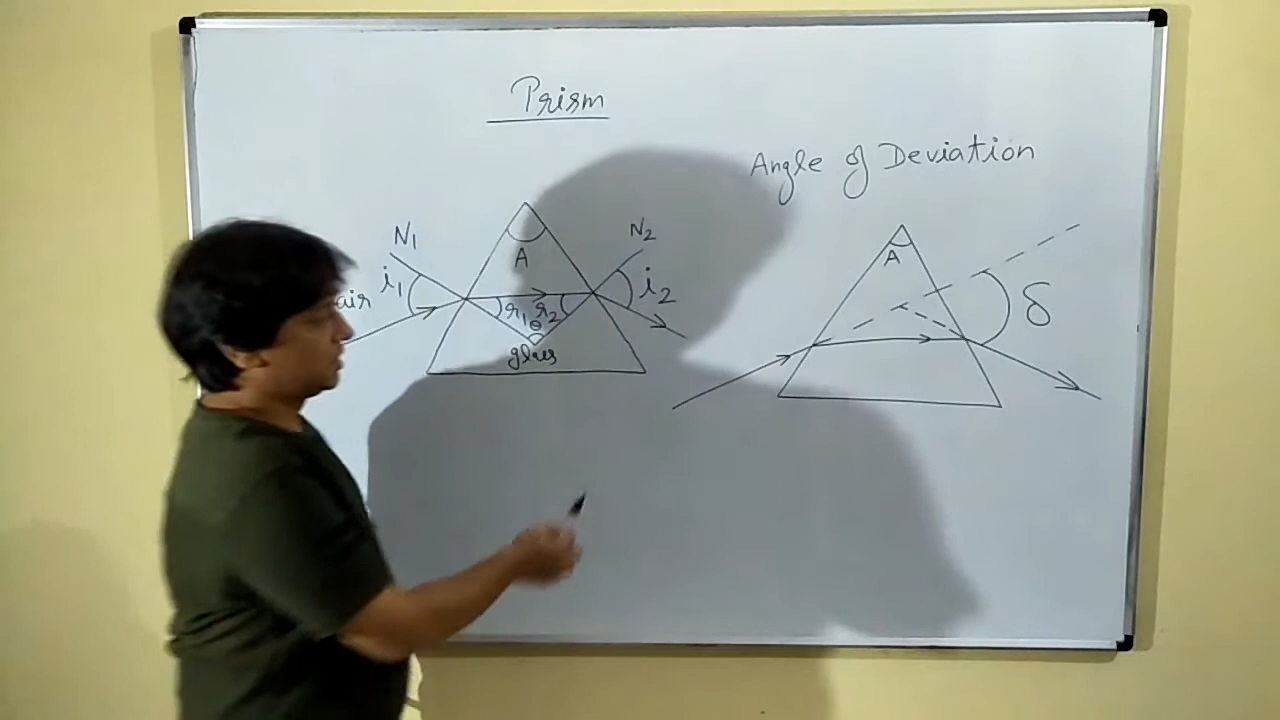 Prism
Angle of Deviation
N1
N2
A
A
air
i1
r1
r2
i2
θ
glass
δ